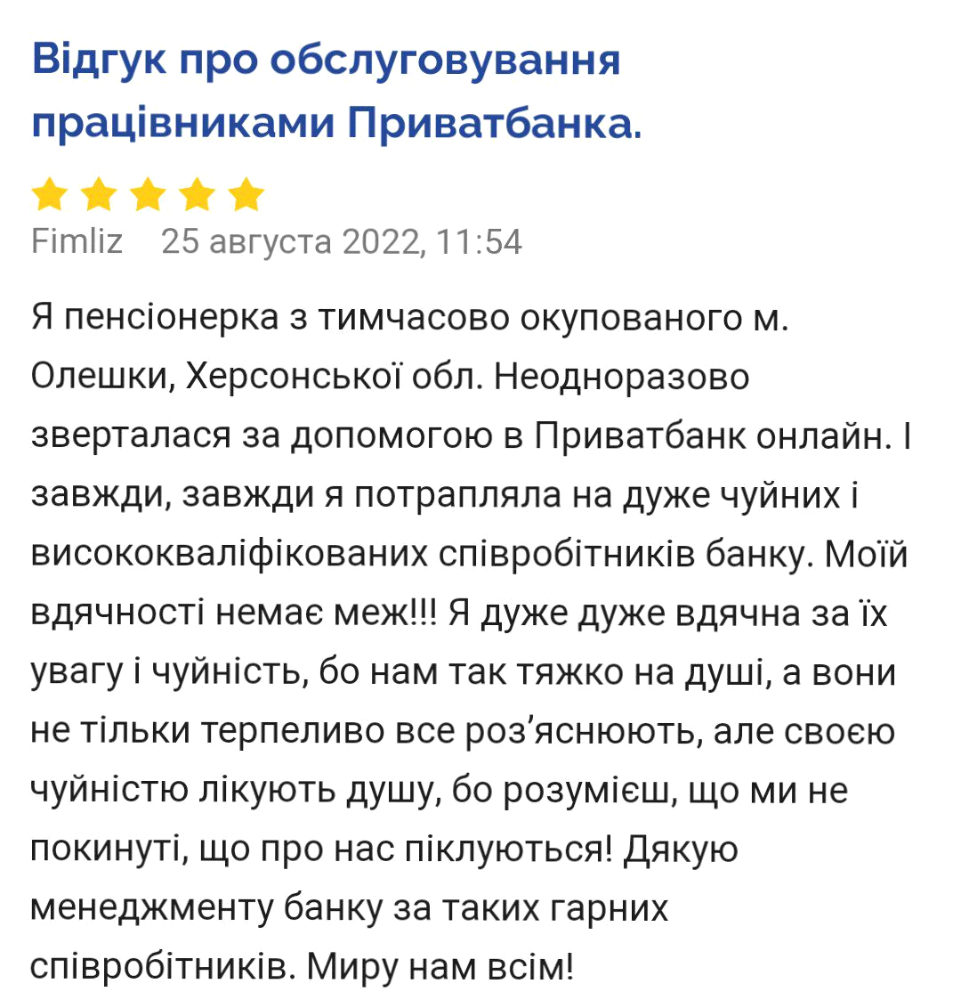 Відгук про обслуговування
працівниками Приватбанка.
Fimliz 25 августа 2022, 11:54
Я пенсіонерка з тимчасово окупованого м.
Олешки, Херсонської обл. Неодноразово
зверталася за допомогою в Приватбанк онлайн. І
завжди, завжди я потрапляла на дуже чуйних і
висококваліфікованих співробітників банку. Моїй
вдячності немає меж!!! Я дуже дуже вдячна за їх
увагу і чуйність, бо нам так тяжко на душі, а вони
не тільки терпеливо все роз’яснюють, але своєю
чуйністю лікують душу, бо розумієш, що ми не
покинуті, що про нас піклуються! Дякую
менеджменту банку за таких гарних
співробітників. Миру нам всім!